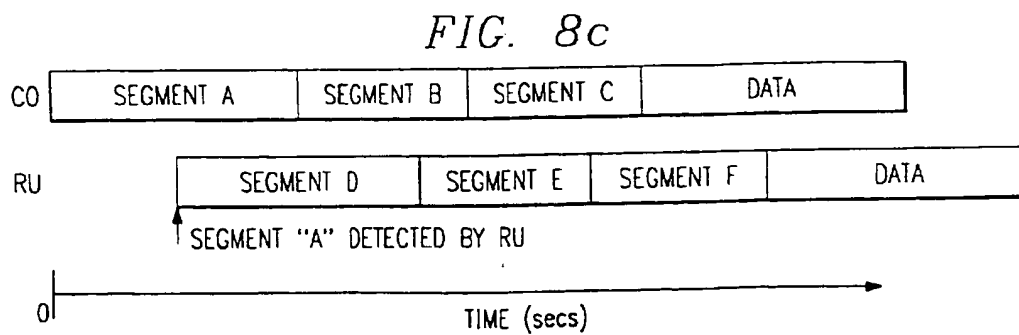 FIG. 8c
CO SEGMENT A SEGMENT B SEGMENT C DATA
RU SEGMENT D SEGMENT E SEGMENT F DATA
SEGMENT "A" DETECTED BY RU
0
TIME (secs)